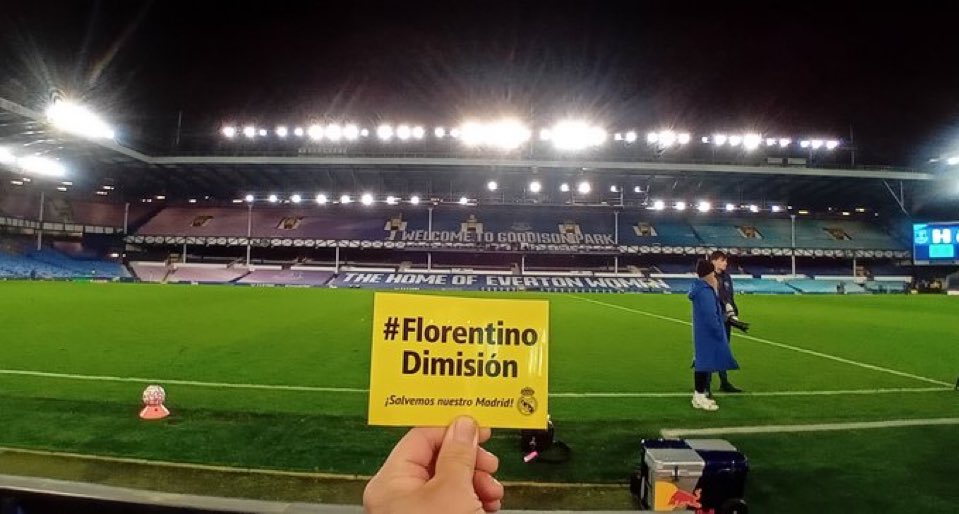 WELCOME TO GOODISON PARK
THE HOME OF EVERTON WOMEN
H
#Florentino
Dimisión
¡Salvemos nuestro Madrid!